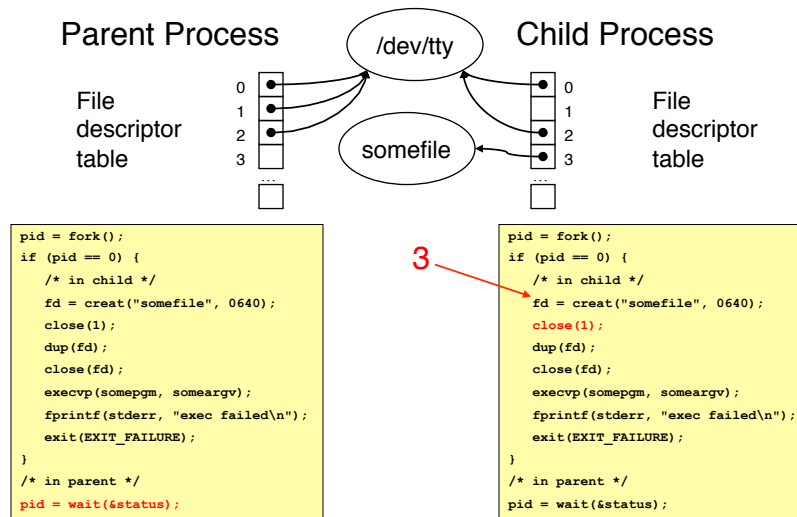 Parent Process
/dev/tty
Child Process
File
descriptor
table
0
1
2
3
...
somefile
0
1
2
3
...
File
descriptor
table
pid = fork();
if (pid == 0) {
/* in child */
fd = creat("somefile", 0640);
close(1);
dup(fd);
close(fd);
execvp(somepgm, someargv);
fprintf(stderr, "exec failed\n");
exit(EXIT_FAILURE);
}
/* in parent */
pid = wait(&status);
3
pid = fork();
if (pid == 0) {
/* in child */
fd = creat("somefile", 0640);
close(1);
dup(fd);
close(fd);
execvp(somepgm, someargv);
fprintf(stderr, "exec failed\n");
exit(EXIT_FAILURE);
}
/* in parent */
pid = wait(&status);